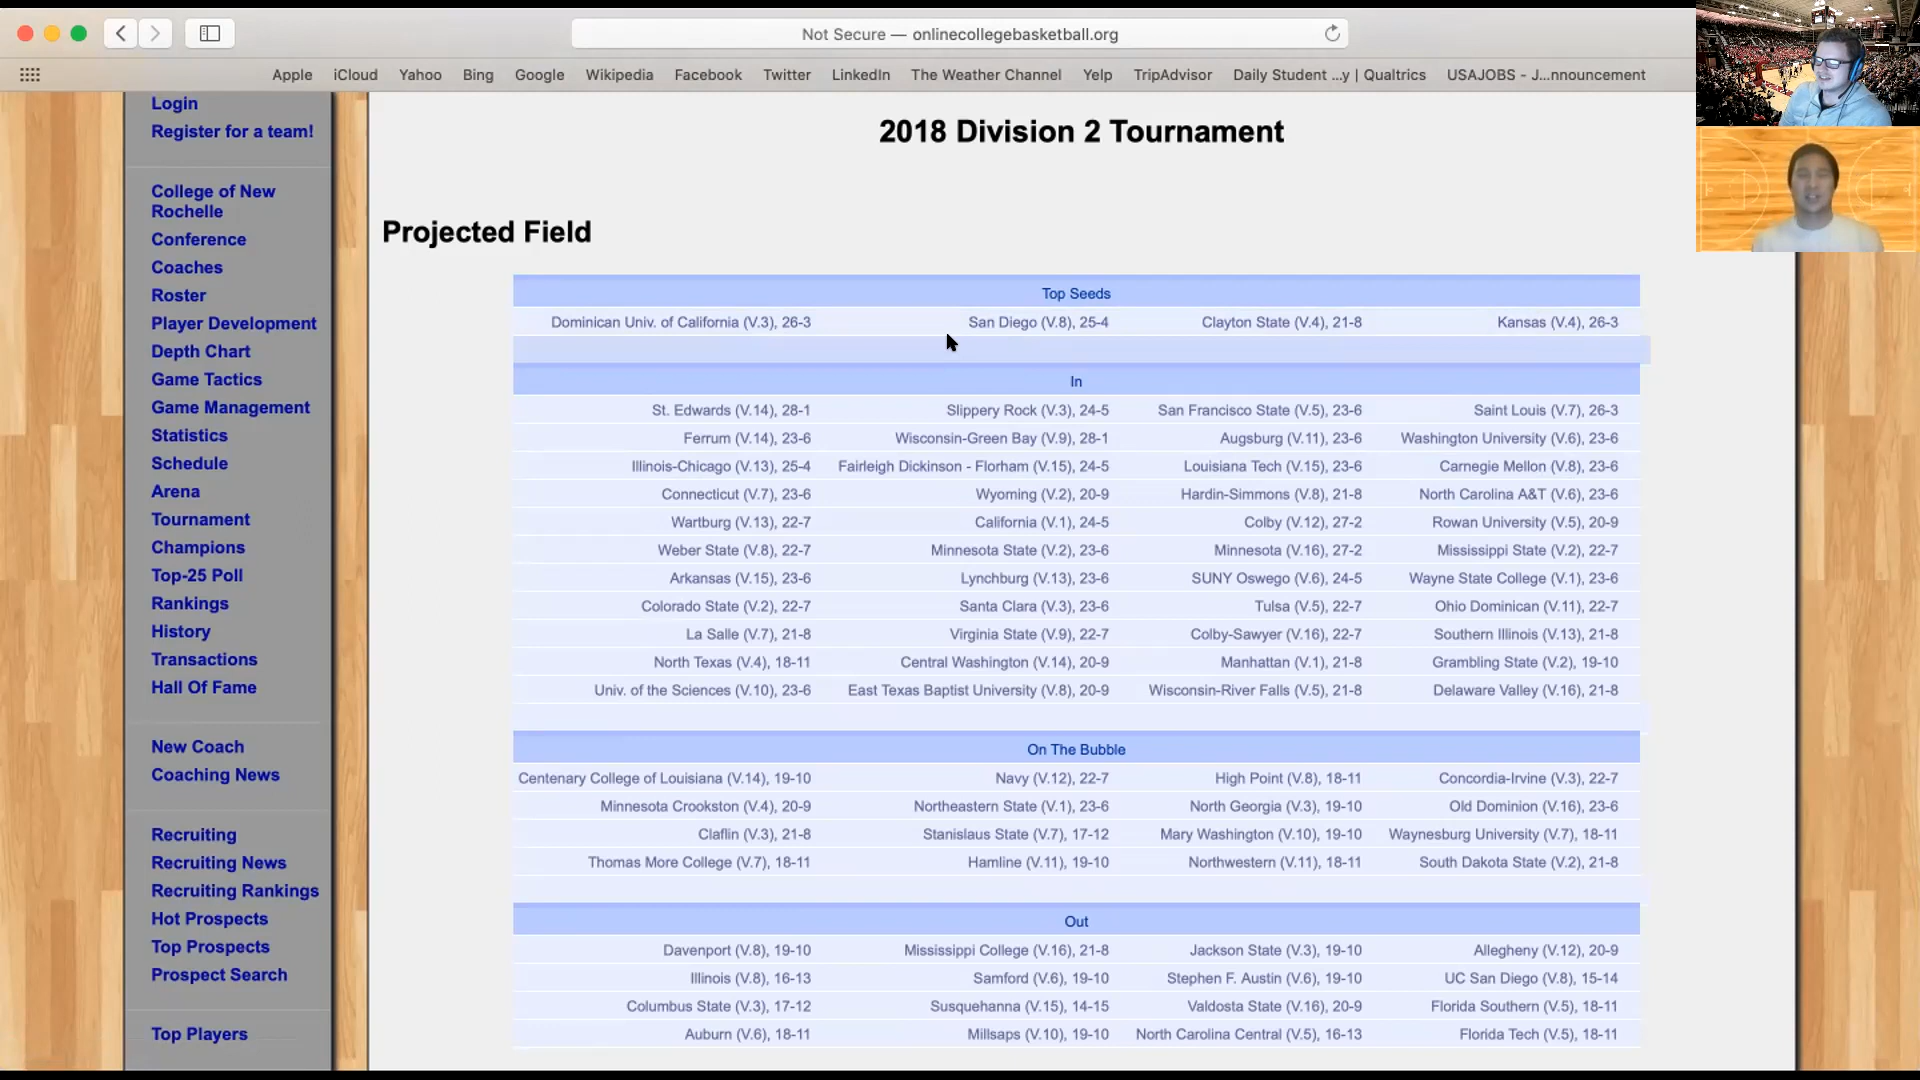 Not Secure — onlinecollegebasketball.org
Apple iCloud Yahoo Bing Google Wikipedia Facebook Twitter LinkedIn The Weather Channel Yelp TripAdvisor Daily Student ...y | Qualtrics USAJOBS - J...nnouncement
Login
Register for a team!
College of New
Rochelle
Conference
Coaches
Roster
Player Development
Depth Chart
Game Tactics
Game Management
Statistics
Schedule
Arena
Tournament
Champions
Top-25 Poll
Rankings
History
Transactions
Hall Of Fame
New Coach
Coaching News
Recruiting
Recruiting News
Recruiting Rankings
Hot Prospects
Top Prospects
Prospect Search
Top Players
2018 Division 2 Tournament
Projected Field
Top Seeds
Dominican Univ. of California (V.3), 26-3 San Diego (V.8), 25-4 Clayton State (V.4), 21-8 Kansas (V.4), 26-3
In
St. Edwards (V.14), 28-1 Slippery Rock (V.3), 24-5 San Francisco State (V.5), 23-6 Saint Louis (V.7), 26-3
Ferrum (V.14), 23-6 Wisconsin-Green Bay (V.9), 28-1 Augsburg (V.11), 23-6 Washington University (V.6), 23-6
Illinois-Chicago (V.13), 25-4 Fairleigh Dickinson - Florham (V.15), 24-5 Louisiana Tech (V.15), 23-6 Carnegie Mellon (V.8), 23-6
Connecticut (V.7), 23-6 Wyoming (V.2), 20-9 Hardin-Simmons (V.8), 21-8 North Carolina A&T (V.6), 23-6
Wartburg (V.13), 22-7 California (V.1), 24-5 Colby (V.12), 27-2 Rowan University (V.5), 20-9
Weber State (V.8), 22-7 Minnesota State (V.2), 23-6 Minnesota (V.16), 27-2 Mississippi State (V.2), 22-7
Arkansas (V.15), 23-6 Lynchburg (V.13), 23-6 SUNY Oswego (V.6), 24-5 Wayne State College (V.1), 23-6
Colorado State (V.2), 22-7 Santa Clara (V.3), 23-6 Tulsa (V.5), 22-7 Ohio Dominican (V.11), 22-7
La Salle (V.7), 21-8 Virginia State (V.9), 22-7 Colby-Sawyer (V.16), 22-7 Southern Illinois (V.13), 21-8
North Texas (V.4), 18-11 Central Washington (V.14), 20-9 Manhattan (V.1), 21-8 Grambling State (V.2), 19-10
Univ. of the Sciences (V.10), 23-6 East Texas Baptist University (V.8), 20-9 Wisconsin-River Falls (V.5), 21-8 Delaware Valley (V.16), 21-8
On The Bubble
Centenary College of Louisiana (V.14), 19-10 Navy (V.12), 22-7 High Point (V.8), 18-11 Concordia-Irvine (V.3), 22-7
Minnesota Crookston (V.4), 20-9 Northeastern State (V.1), 23-6 North Georgia (V.3), 19-10 Old Dominion (V.16), 23-6
Claflin (V.3), 21-8 Stanislaus State (V.7), 17-12 Mary Washington (V.10), 19-10 Waynesburg University (V.7), 18-11
Thomas More College (V.7), 18-11 Hamline (V.11), 19-10 Northwestern (V.11), 18-11 South Dakota State (V.2), 21-8
Out
Davenport (V.8), 19-10 Mississippi College (V.16), 21-8 Jackson State (V.3), 19-10 Allegheny (V.12), 20-9
Illinois (V.8), 16-13 Samford (V.6), 19-10 Stephen F. Austin (V.6), 19-10 UC San Diego (V.8), 15-14
Columbus State (V.3), 17-12 Susquehanna (V.15), 14-15 Valdosta State (V.16), 20-9 Florida Southern (V.5), 18-11
Auburn (V.6), 18-11 Millsaps (V.10), 19-10 North Carolina Central (V.5), 16-13 Florida Tech (V.5), 18-11